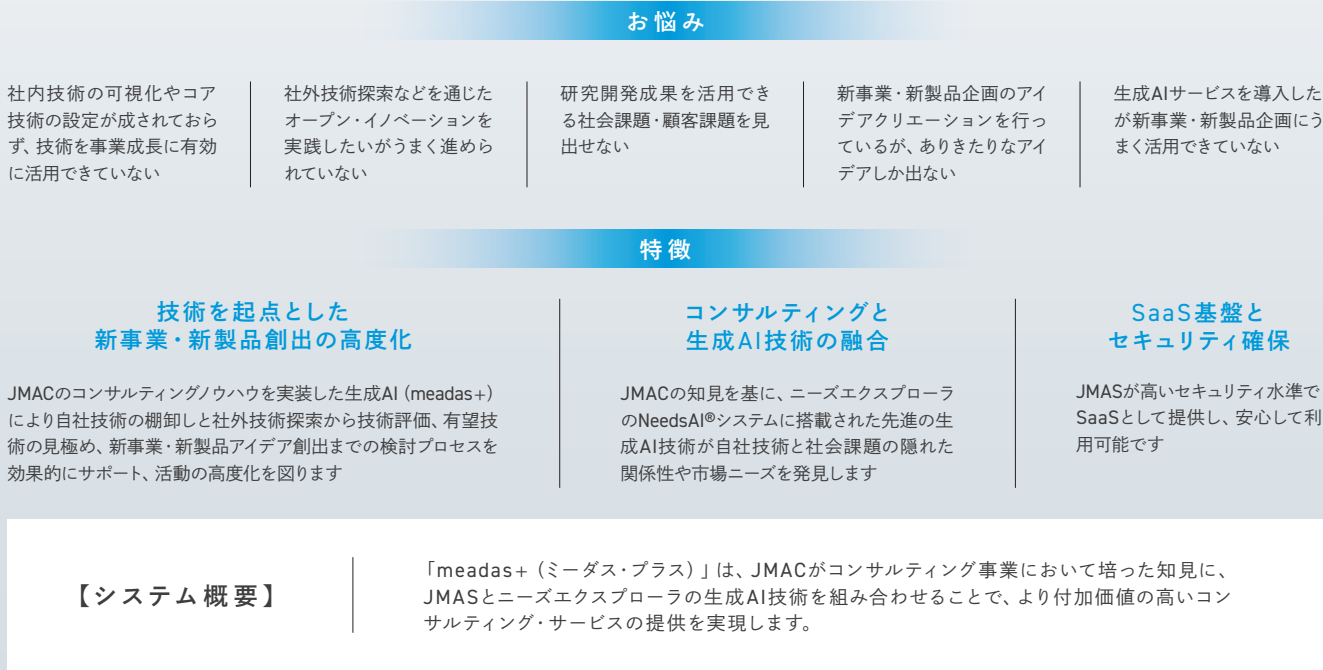 お悩み
社内技術の可視化やコア
技術の設定が成されておら
ず、技術を事業成長に有効
に活用できていない
社外技術探索などを通じた
オープン・イノベーションを
実践したいがうまく進めら
れていない
研究開発成果を活用でき
る社会課題・顧客課題を見
出せない
新事業・新製品企画のアイ
デアクリエーションを行っ
ているが、ありきたりなアイ
デアしか出ない
生成AIサービスを導入した
が新事業・新製品企画にう
まく活用できていない
特徴
技術を起点とした
新事業・新製品創出の高度化
JMACのコンサルティングノウハウを実装した生成AI（meadas+）
により自社技術の棚卸しと社外技術探索から技術評価、有望技
術の見極め、新事業・新製品アイデア創出までの検討プロセスを
効果的にサポート、活動の高度化を図ります
コンサルティングと
生成AI技術の融合
JMACの知見を基に、ニーズエクスプローラ
のNeedsAI®システムに搭載された先進の生
成AI技術が自社技術と社会課題の隠れた
関係性や市場ニーズを発見します
SaaS基盤と
セキュリティ確保
JMASが高いセキュリティ水準で
SaaSとして提供し、安心して利
用可能です
【システム概要】
「meadas+（ミーダス・プラス）」は、JMACがコンサルティング事業において培った知見に、
JMASとニーズエクスプローラの生成AI技術を組み合わせることで、より付加価値の高いコン
サルティング・サービスの提供を実現します。